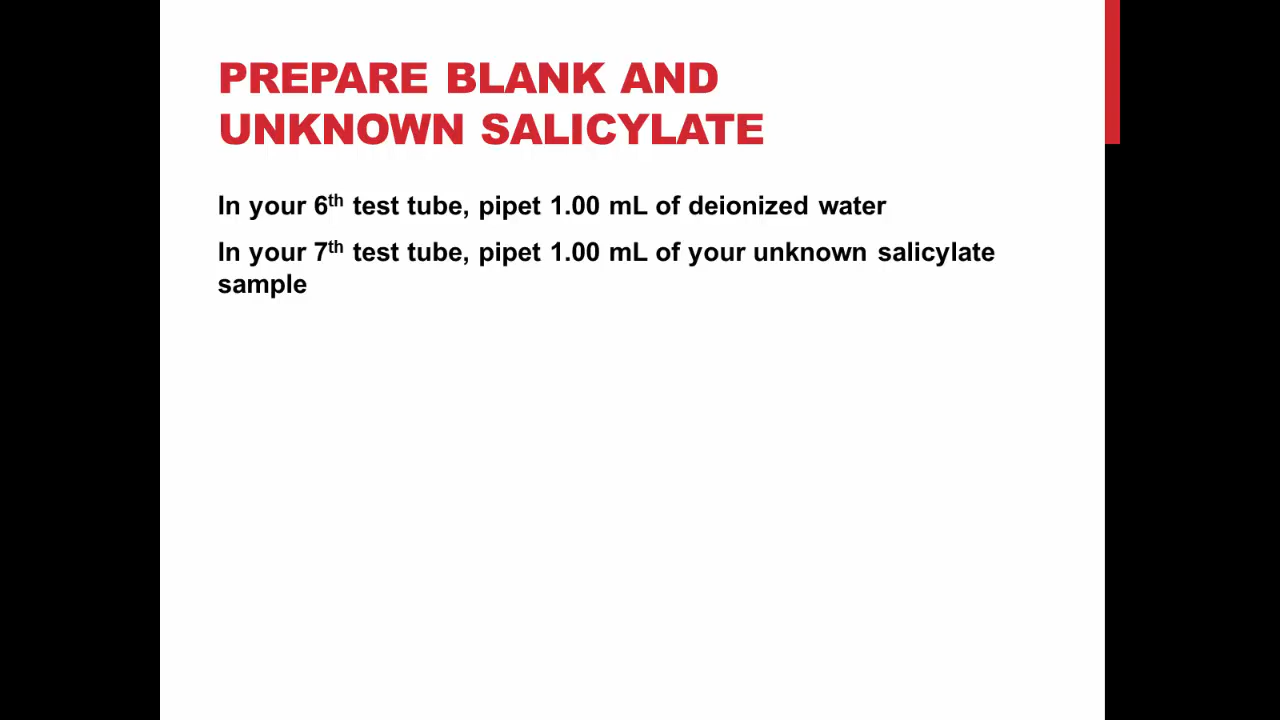 PREPARE BLANK AND
UNKNOWN SALICYLATE
In your 6th test tube, pipet 1.00 mL of deionized water
In your 7th test tube, pipet 1.00 mL of your unknown salicylate
sample